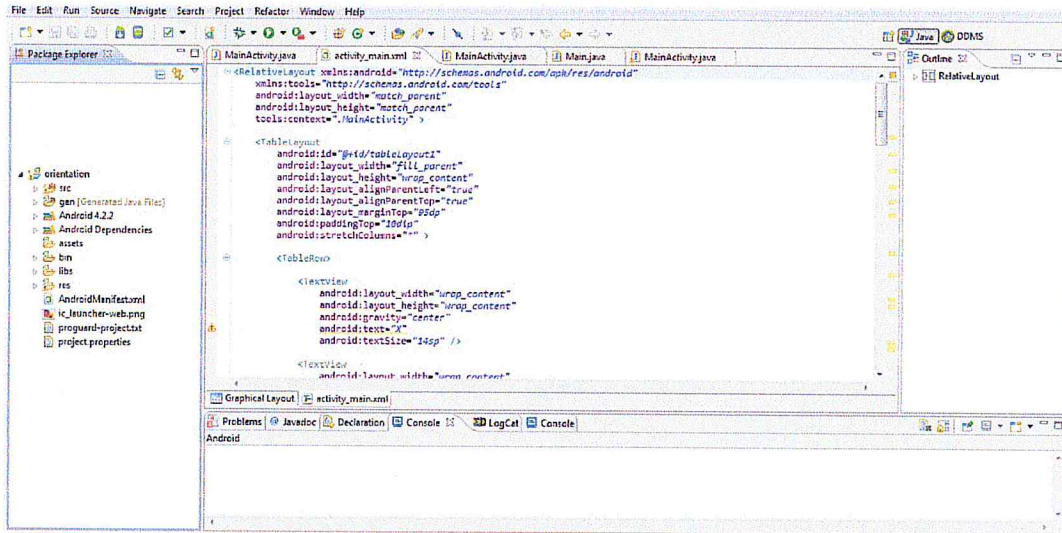 File Edit Run Source Navigate Search Project Refactor Window Help
Java DDMS
Package Explorer
orientation
src
gen [Generated Java Files]
Android 4.2.2
Android Dependencies
assets
bin
libs
res
AndroidManifest.xml
ic_launcher-web.png
proguard-project.txt
project.properties
MainActivity.java activity_main.xml MainActivity.java Main.java MainActivity.java
<RelativeLayout xmlns:android="http://schemas.android.com/apk/res/android"
xmlns:tools="http://schemas.android.com/tools"
android:layout_width="match_parent"
android:layout_height="match_parent"
tools:context=".MainActivity" >
<TableLayout
android:id="@+id/tableLayout1"
android:layout_width="fill_parent"
android:layout_height="wrap_content"
android:layout_alignParentLeft="true"
android:layout_alignParentTop="true"
android:layout_marginTop="95dp"
android:paddingTop="10dip"
android:stretchColumns="*" >
<TableRow>
<TextView
android:layout_width="wrap_content"
android:layout_height="wrap_content"
android:gravity="center"
android:text="X"
android:textSize="14sp" />
<TextView
android:layout_width="wrap_content"
Graphical Layout activity_main.xml
Outline
RelativeLayout
Problems @ Javadoc Declaration Console LogCat Console
Android